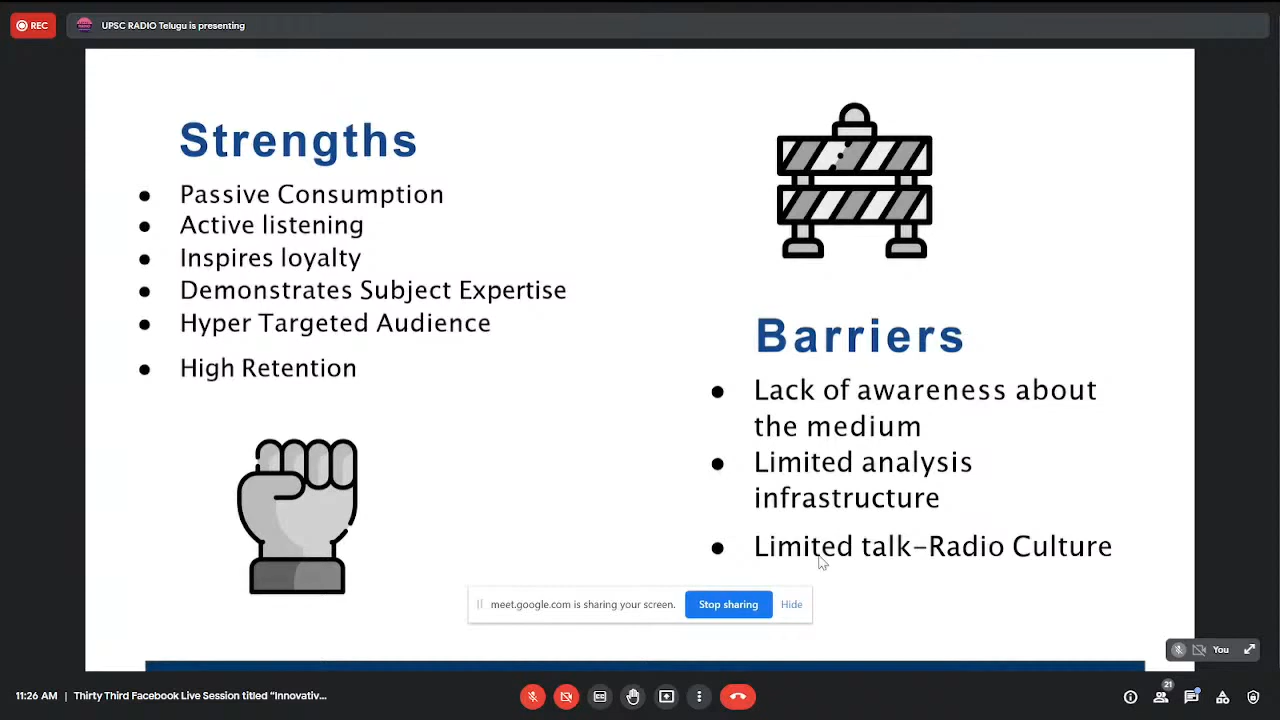 REC
UPSC RADIO Telugu is presenting
Strengths
● Passive Consumption
● Active listening
● Inspires loyalty
● Demonstrates Subject Expertise
● Hyper Targeted Audience
● High Retention
Barriers
● Lack of awareness about
the medium
● Limited analysis
infrastructure
● Limited talk-Radio Culture
meet.google.com is sharing your screen. Stop sharing Hide
You
11:26 AM | Thirty Third Facebook Live Session titled “Innovativ...
21